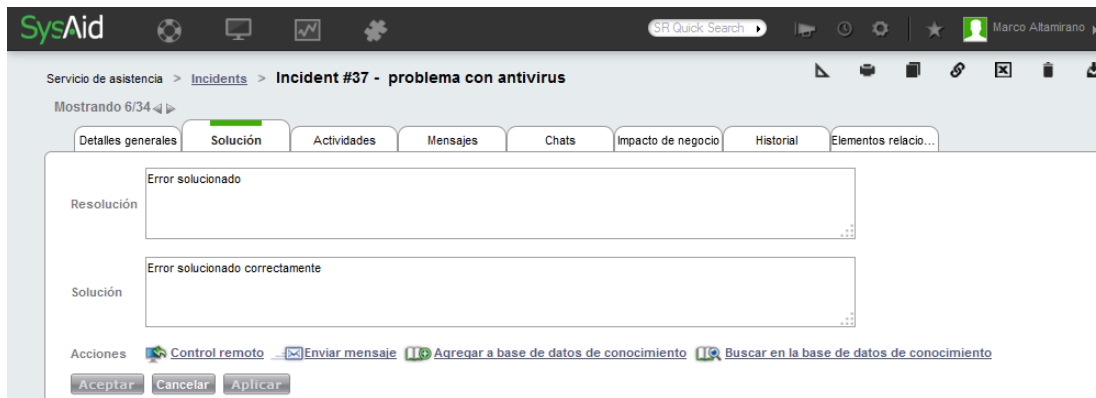 SysAid
SR Quick Search
Marco Altamirano
Servicio de asistencia > Incidents > Incident #37 - problema con antivirus
Mostrando 6/34
Detalles generales
Solución
Actividades
Mensajes
Chats
Impacto de negocio
Historial
Elementos relacio...
Resolución
Error solucionado
Solución
Error solucionado correctamente
Acciones
Control remoto
Enviar mensaje
Agregar a base de datos de conocimiento
Buscar en la base de datos de conocimiento
Aceptar
Cancelar
Aplicar